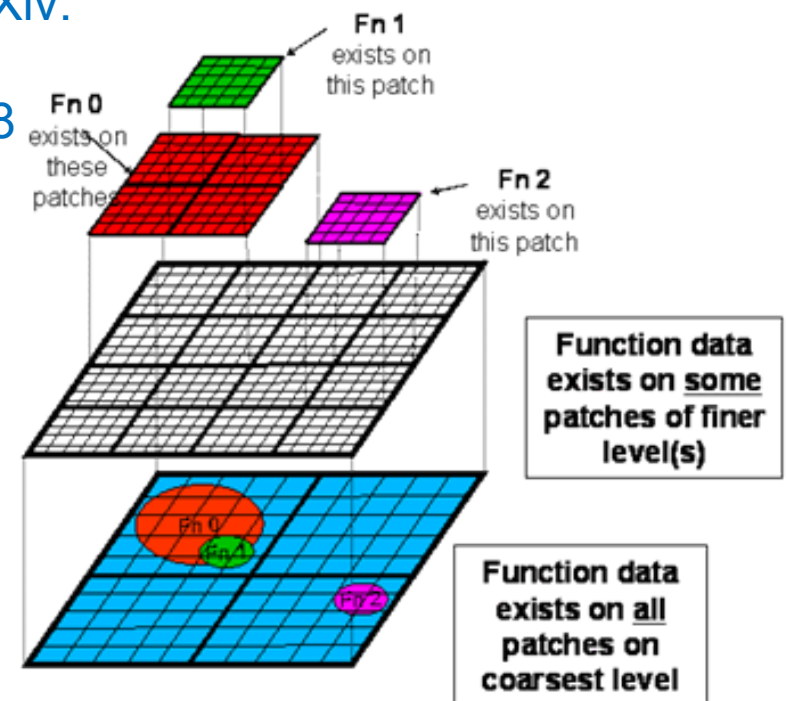 XIV.
3
Fn 1
exists on
this patch
Fn 0
exists on
these
patches
Fn 2
exists on
this patch
Function data
exists on some
patches of finer
level(s)
Fn 0
Fn 1
Fn 2
Function data
exists on all
patches on
coarsest level